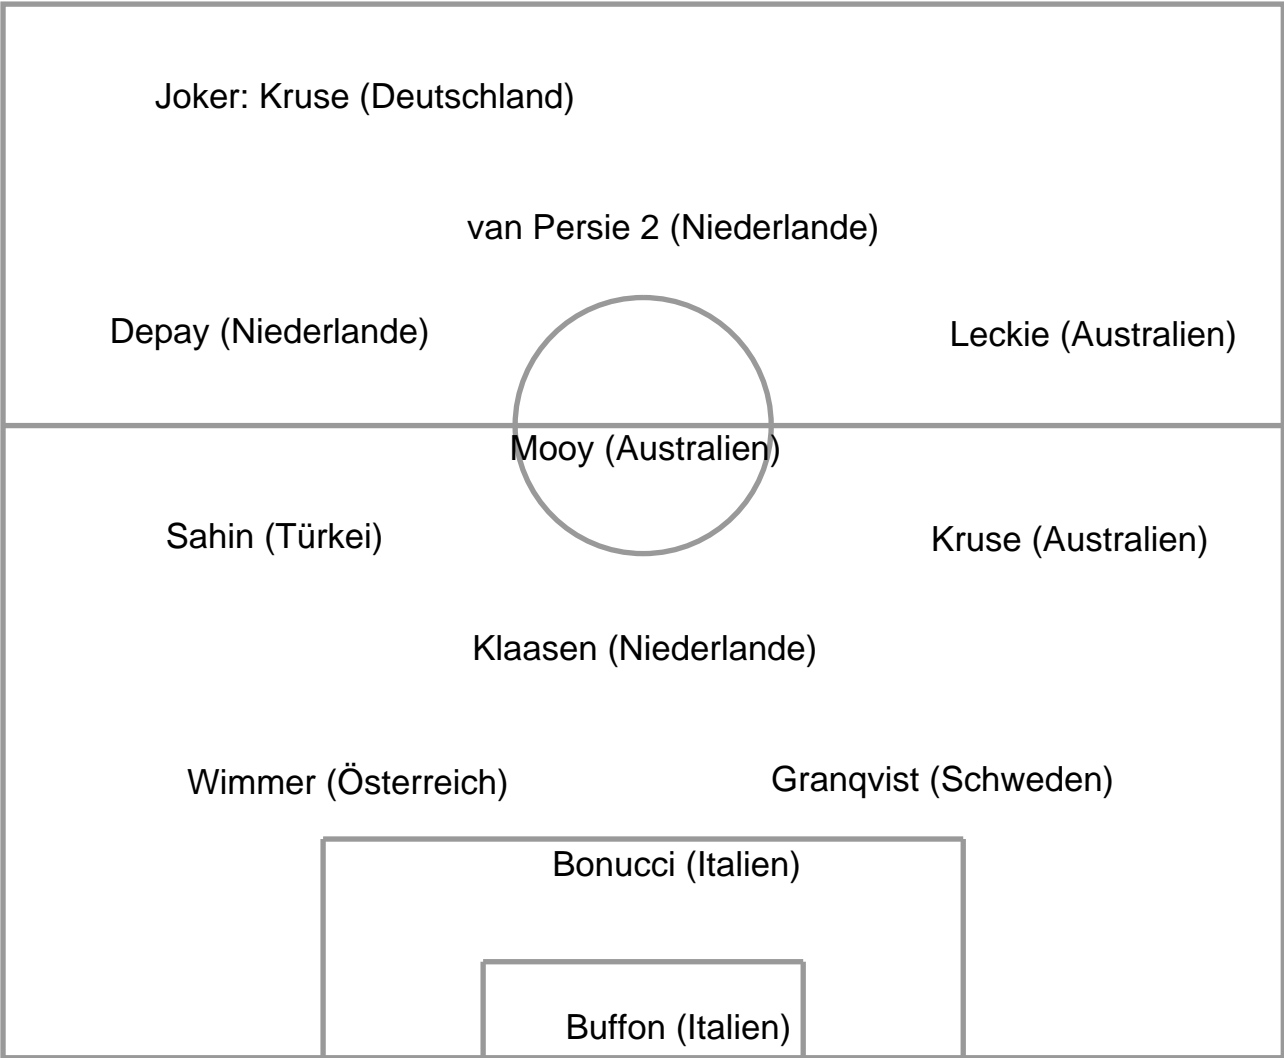 Joker: Kruse (Deutschland)
van Persie 2 (Niederlande)
Depay (Niederlande)
Leckie (Australien)
Mooy (Australien)
Sahin (Türkei)
Kruse (Australien)
Klaasen (Niederlande)
Wimmer (Österreich)
Granqvist (Schweden)
Bonucci (Italien)
Buffon (Italien)